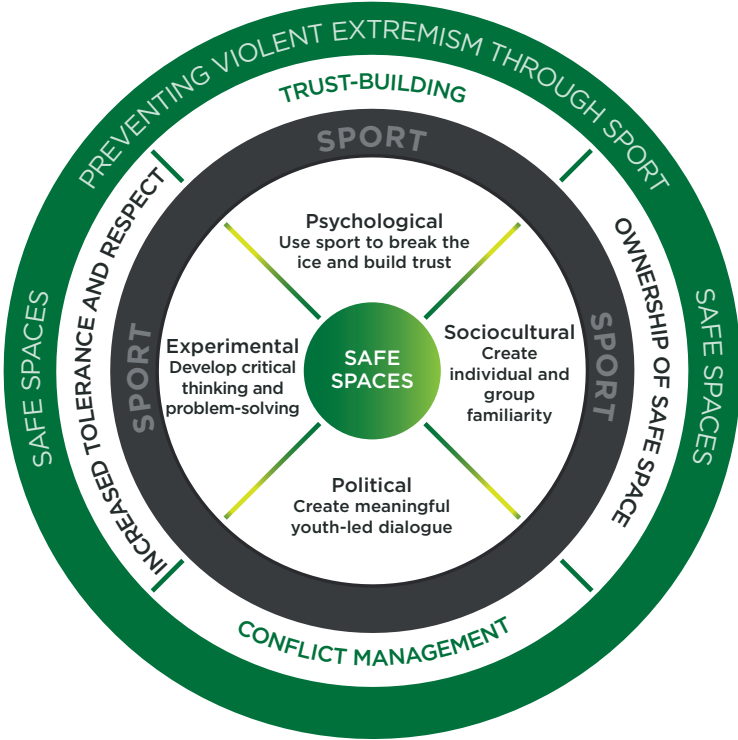 PREVENTING VIOLENT EXTREMISM THROUGH SPORT
TRUST-BUILDING
SPORT
Psychological
Use sport to break the
ice and build trust
SAFE SPACES
INCREASED TOLERANCE AND RESPECT
SPORT
Experimental
Develop critical
thinking and
problem-solving
SAFE
SPACES
Sociocultural
Create
individual and
group
familiarity
SPORT
OWNERSHIP OF SAFE SPACE
SAFE SPACES
Political
Create meaningful
youth-led dialogue
CONFLICT MANAGEMENT